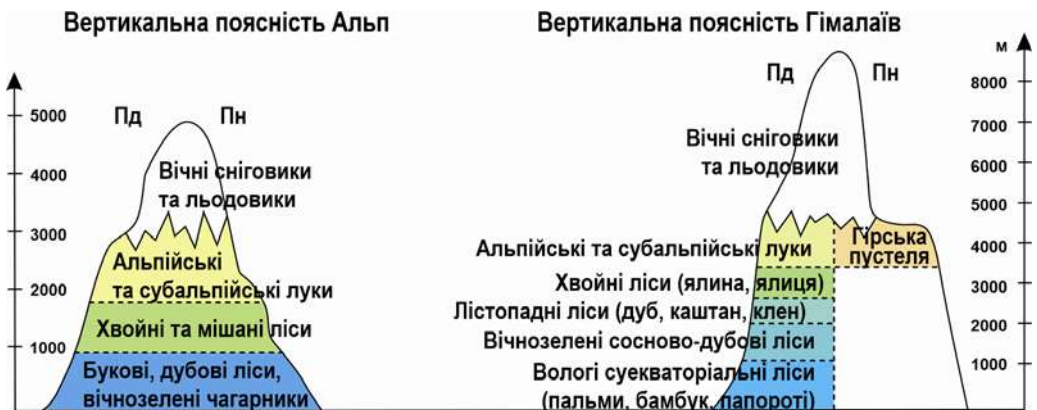 Вертикальна поясність Альп
5000
4000
3000
2000
1000
Пд
Пн
Вічні сніговики
та льодовики
Альпійські
та субальпійські луки
Хвойні та мішані ліси
Букові, дубові ліси,
вічнозелені чагарники
Вертикальна поясність Гімалаїв
м
8000
7000
6000
5000
4000
3000
2000
1000
Пд
Пн
Вічні сніговики
та льодовики
Альпійські та субальпійські луки
Гірська
пустеля
Хвойні ліси (ялина, ялиця)
Лістопадні ліси (дуб, каштан, клен)
Вічнозелені сосново-дубові ліси
Вологі суекваторіальні ліси
(пальми, бамбук, папороті)